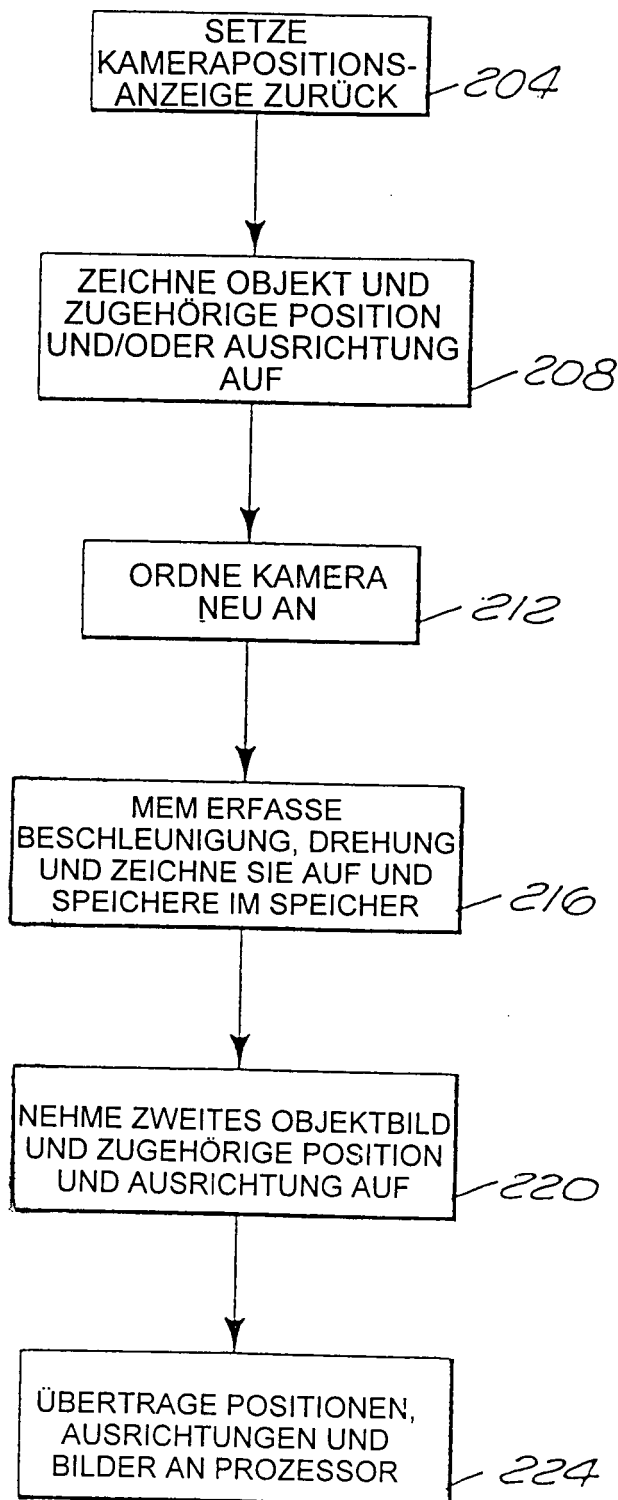 SETZE
KAMERAPOSITIONS-
ANZEIGE ZURÜCK
204
ZEICHNE OBJEKT UND
ZUGEHÖRIGE POSITION
UND/ODER AUSRICHTUNG
AUF
208
ORDNE KAMERA
NEU AN
212
MEM ERFASSE
BESCHLEUNIGUNG, DREHUNG
UND ZEICHNE SIE AUF UND
SPEICHERE IM SPEICHER
216
NEHME ZWEITES OBJEKTBILD
UND ZUGEHÖRIGE POSITION
UND AUSRICHTUNG AUF
220
ÜBERTRAGE POSITIONEN,
AUSRICHTUNGEN UND
BILDER AN PROZESSOR
224